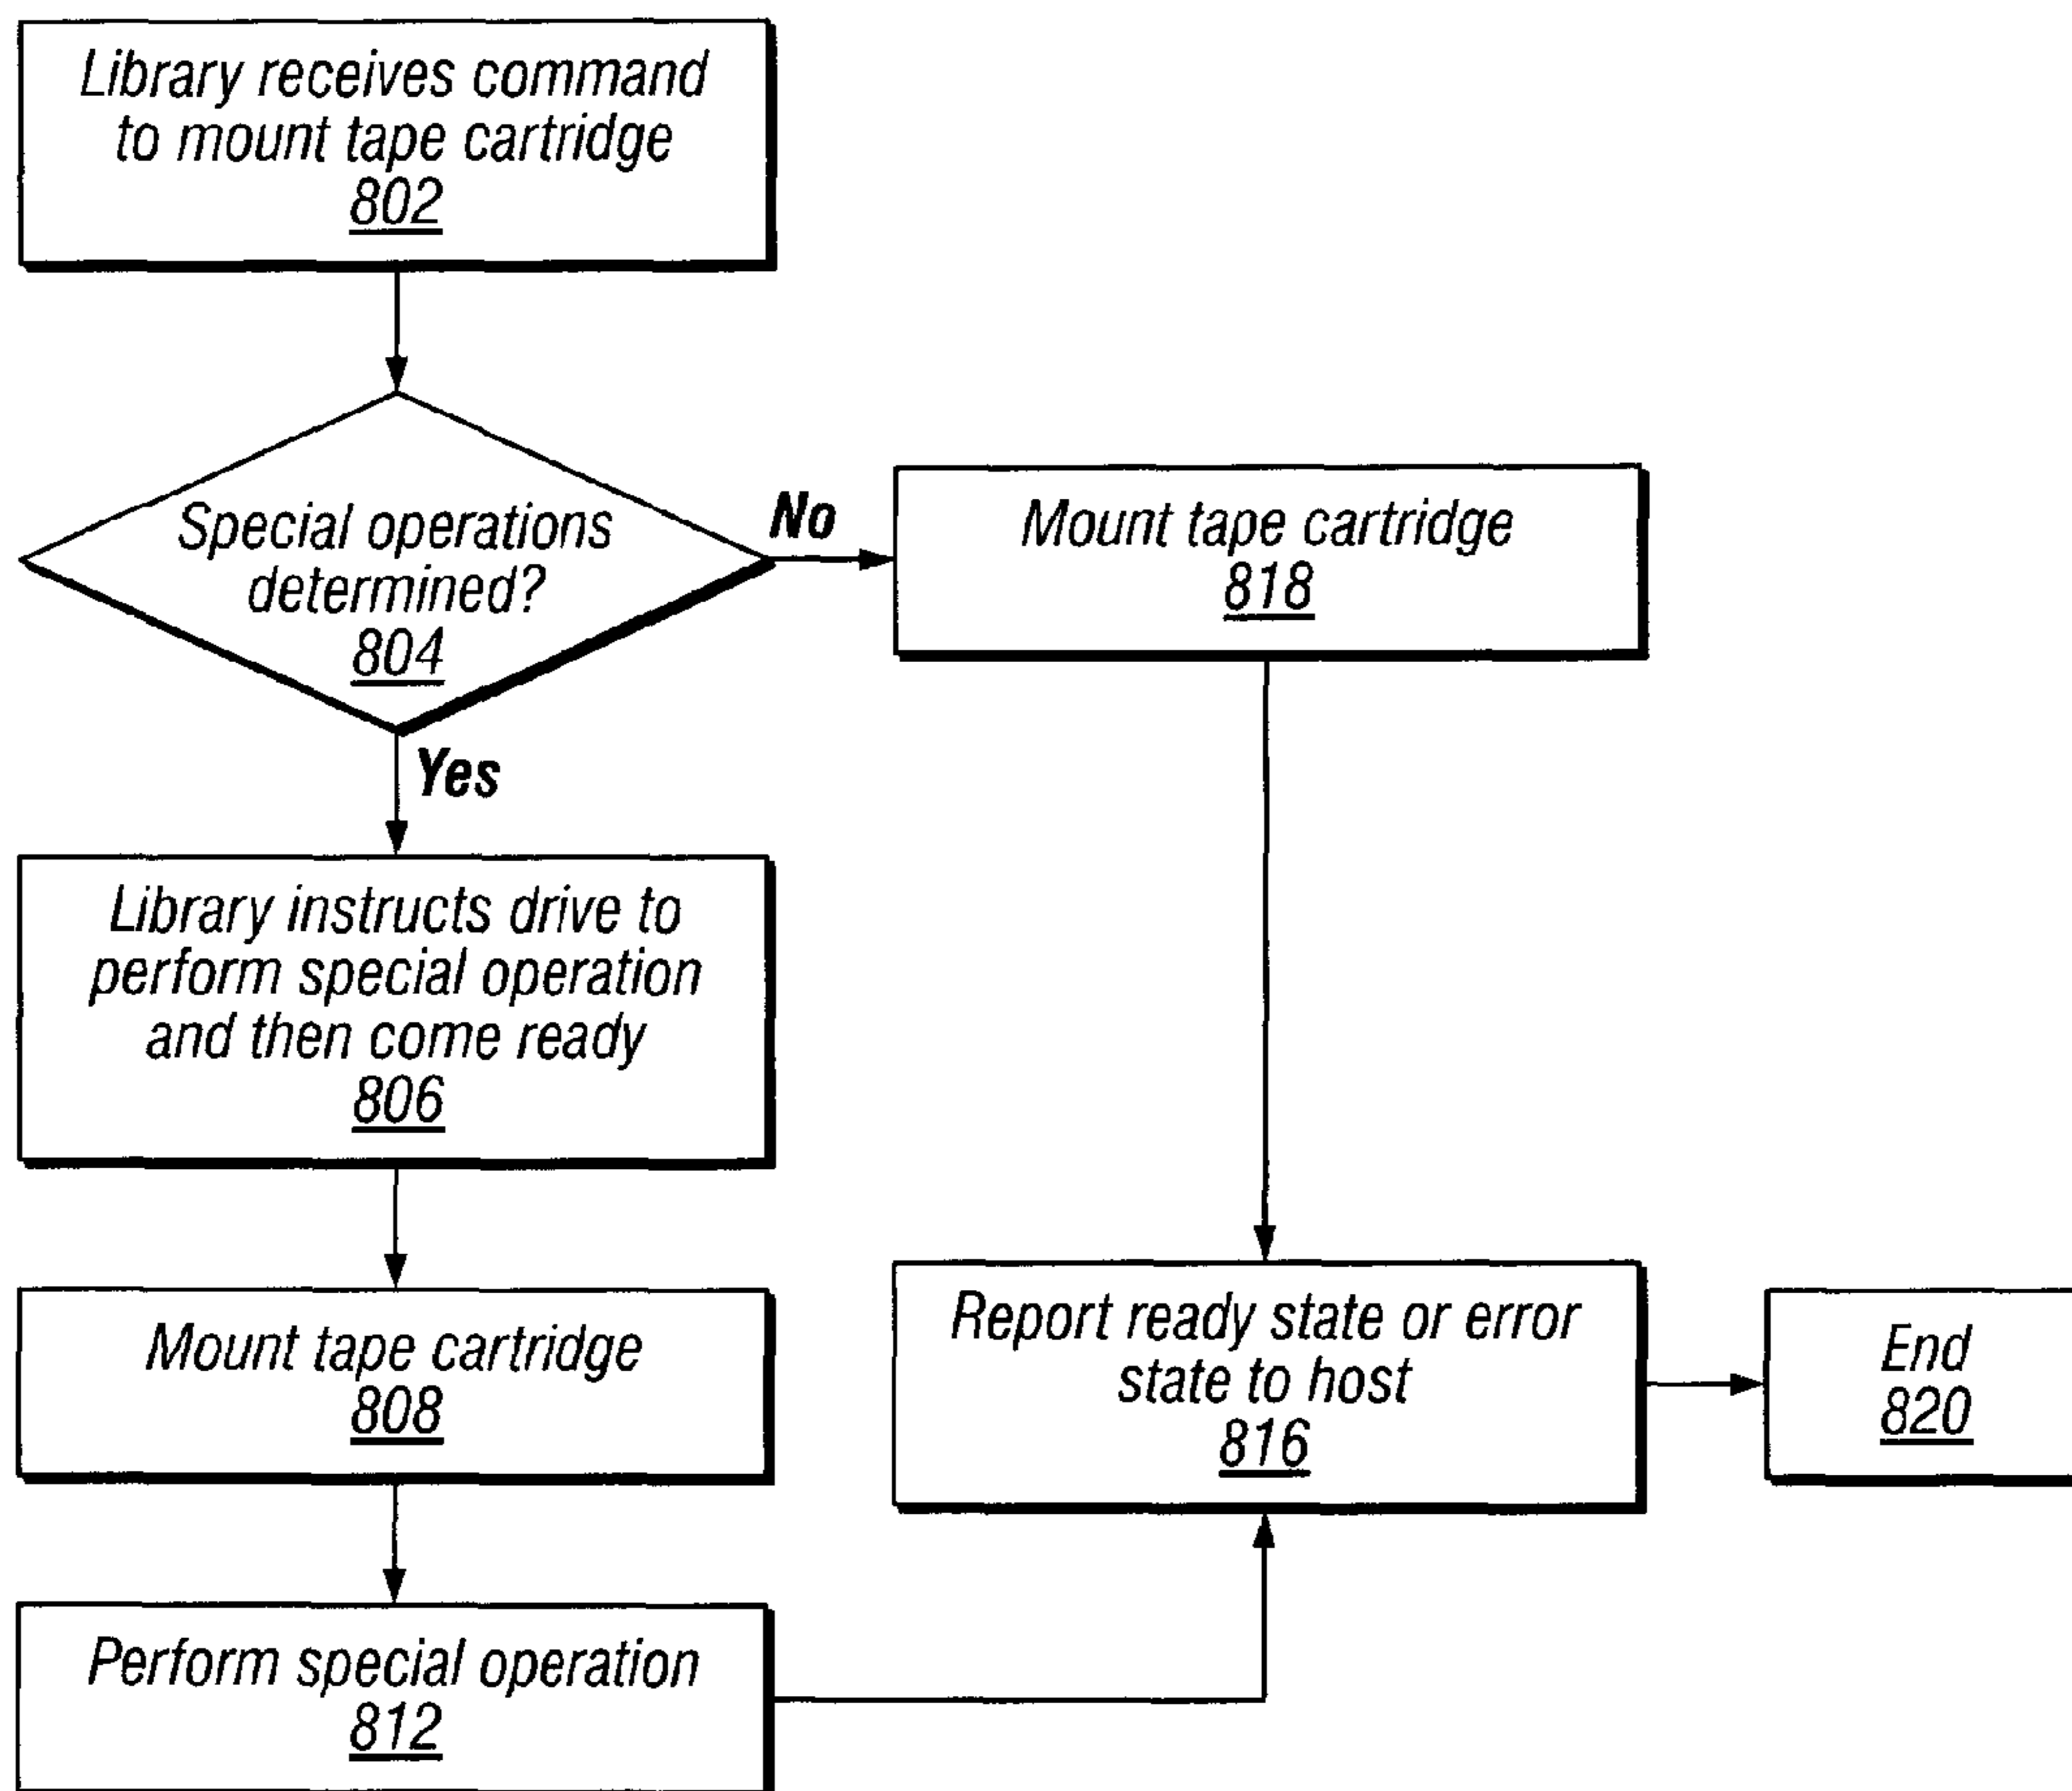 Library receives command
to mount tape cartridge
802
Special operations
determined?
804
No
Mount tape cartridge
818
Yes
Library instructs drive to
perform special operation
and then come ready
806
Mount tape cartridge
808
Report ready state or error
state to host
816
End
820
Perform special operation
812